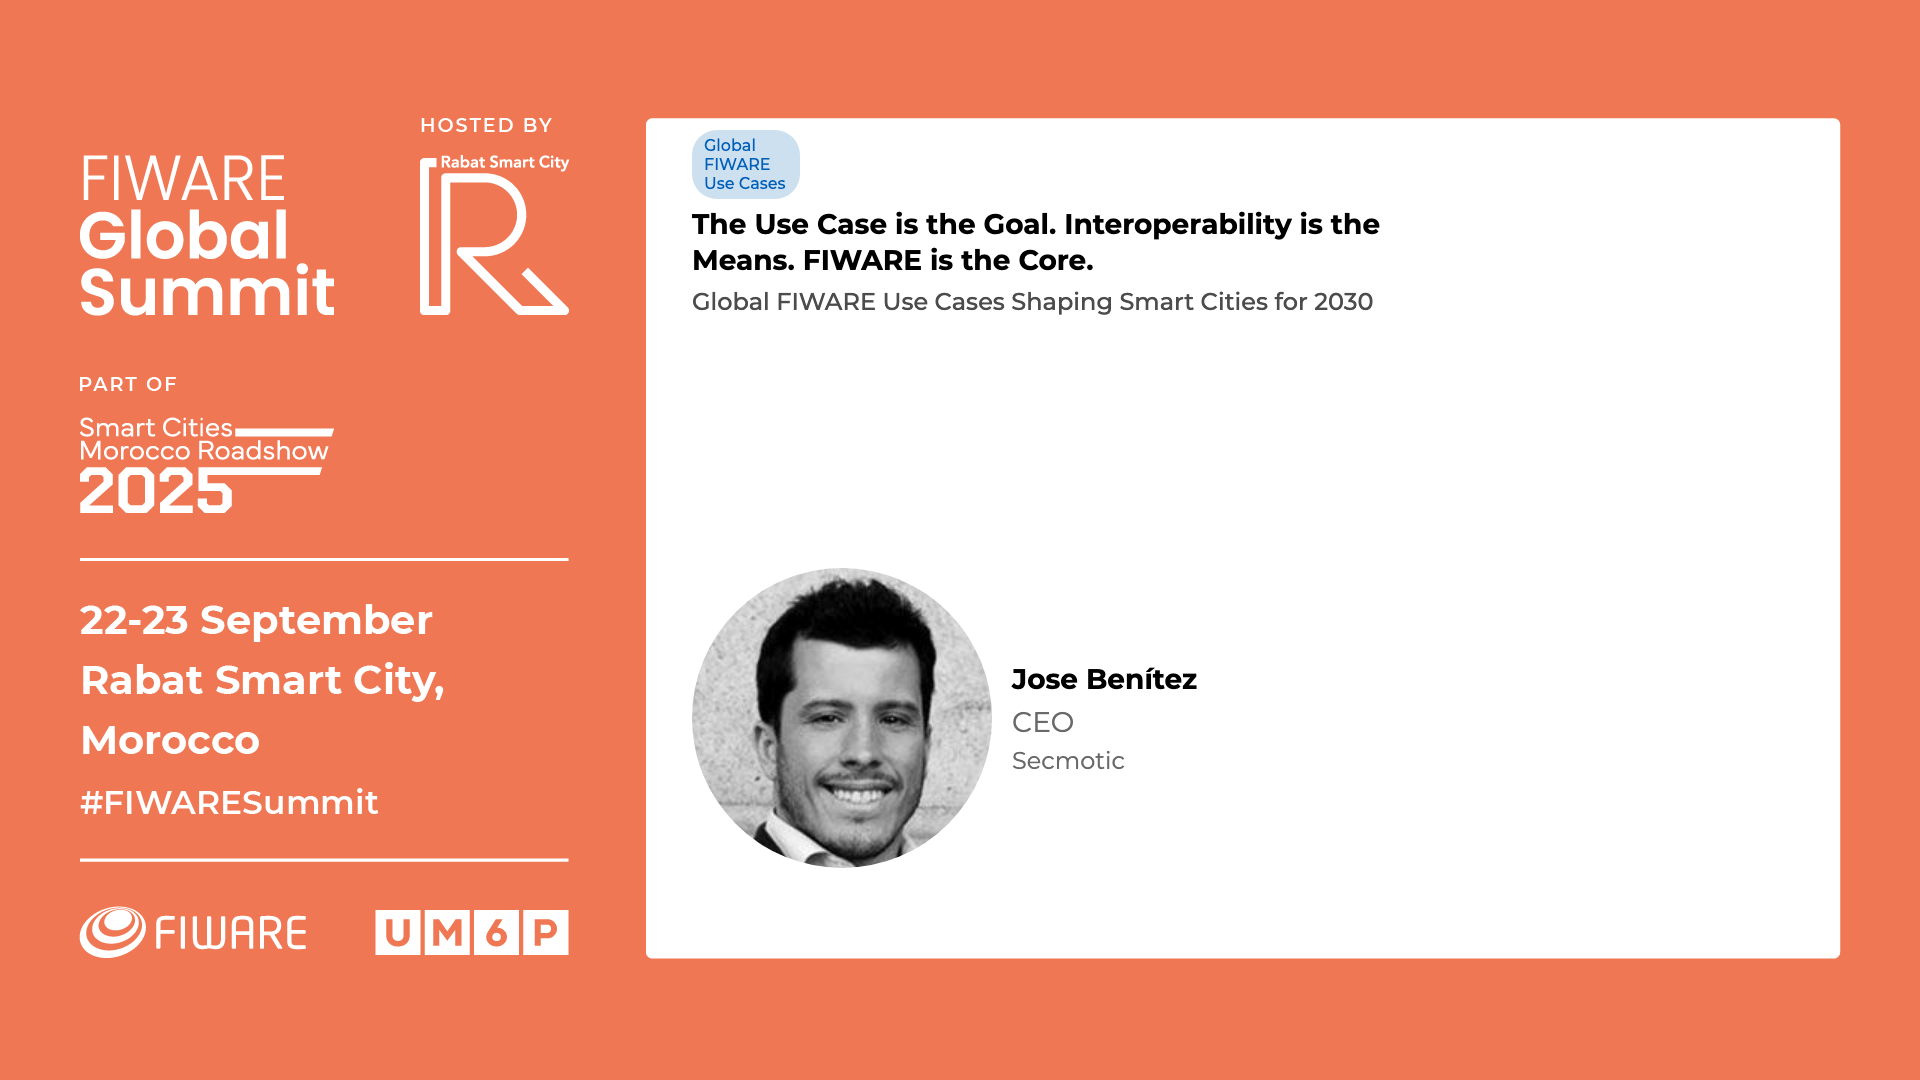 HOSTED BY
Rabat Smart City
R
FIWARE
Global
Summit
PART OF
Smart Cities
Morocco Roadshow
2025
22-23 September
Rabat Smart City,
Morocco
#FIWARESummit
FIWARE
UM6P
Global
FIWARE
Use Cases
The Use Case is the Goal. Interoperability is the
Means. FIWARE is the Core.
Global FIWARE Use Cases Shaping Smart Cities for 2030
Jose Benítez
CEO
Secmotic